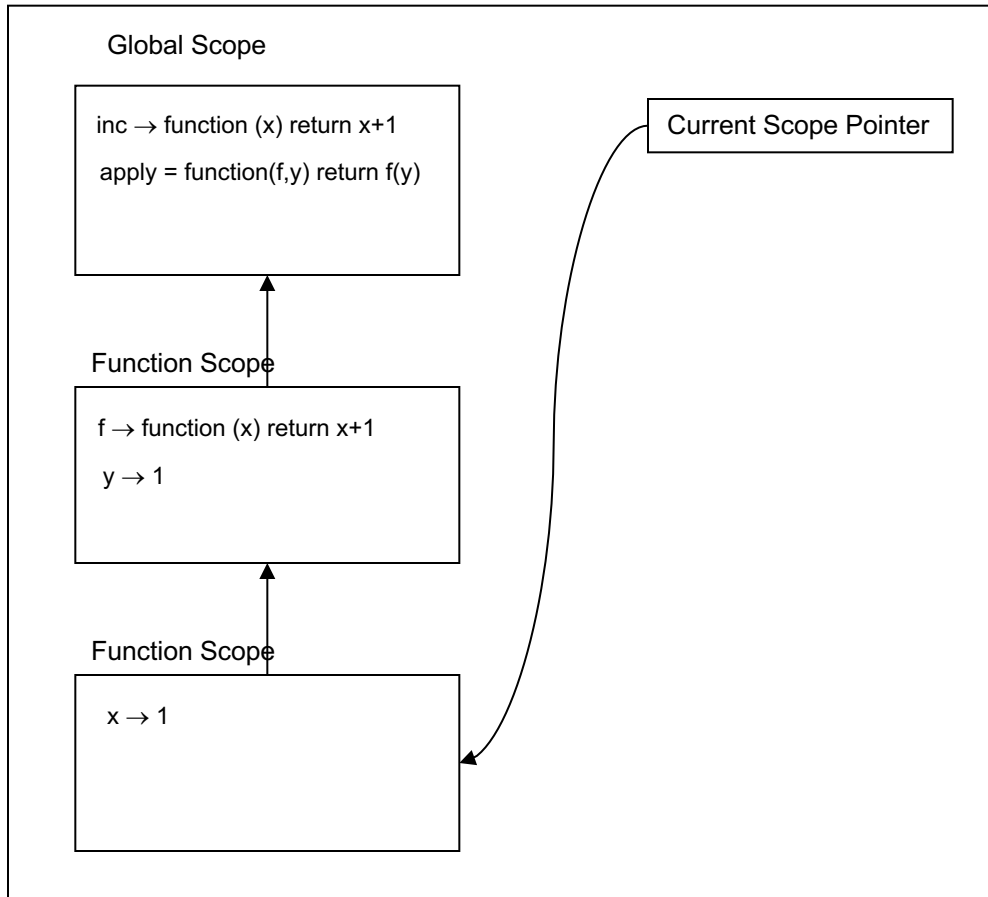 Global Scope
inc → function (x) return x+1
apply = function(f,y) return f(y)
Current Scope Pointer
Function Scope
f → function (x) return x+1
y → 1
Function Scope
x → 1